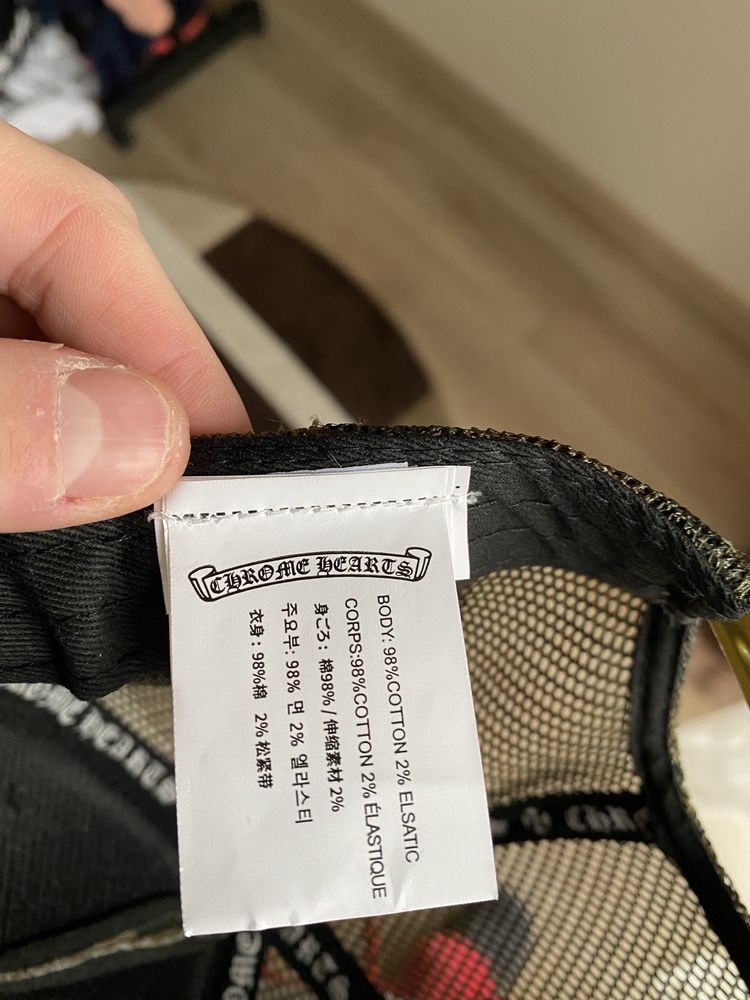 CHROME HEARTS
BODY: 98%COTTON 2% ELSATIC
CORPS:98%COTTON 2% ÉLASTIQUE
身ごろ: 棉98% / 伸缩素材 2%
주요부: 98% 면 2% 엘라스티
衣身: 98%棉 2% 松紧带